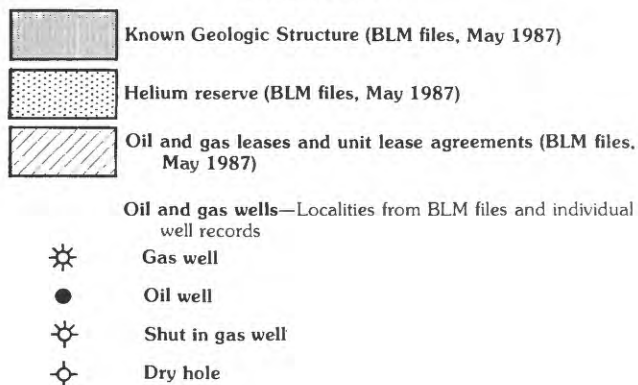 Known Geologic Structure (BLM files, May 1987)
Helium reserve (BLM files, May 1987)
Oil and gas leases and unit lease agreements (BLM files,
May 1987)
Oil and gas wells—Localities from BLM files and individual
well records
Gas well
Oil well
Shut in gas well
Dry hole